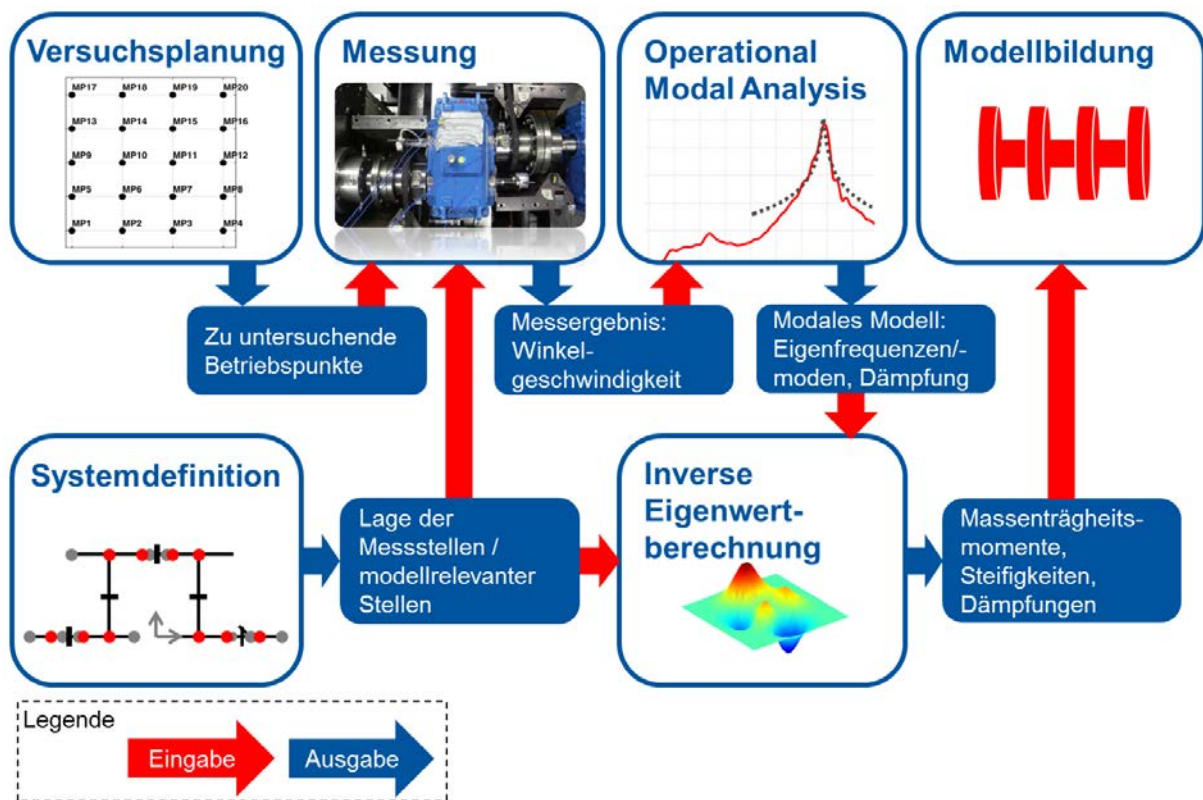 Versuchsplanung
MP17 MP18 MP19 MP20
MP13 MP14 MP15 MP16
MP9 MP10 MP11 MP12
MP5 MP6 MP7 MP8
MP1 MP2 MP3 MP4
Messung
Operational
Modal Analysis
Modellbildung
Zu untersuchende
Betriebspunkte
Messergebnis:
Winkel-
geschwindigkeit
Modales Modell:
Eigenfrequenzen/-
moden, Dämpfung
Systemdefinition
Lage der
Messstellen /
modellrelevanter
Stellen
Inverse
Eigenwert-
berechnung
Massenträgheits-
momente,
Steifigkeiten,
Dämpfungen
Legende
Eingabe
Ausgabe